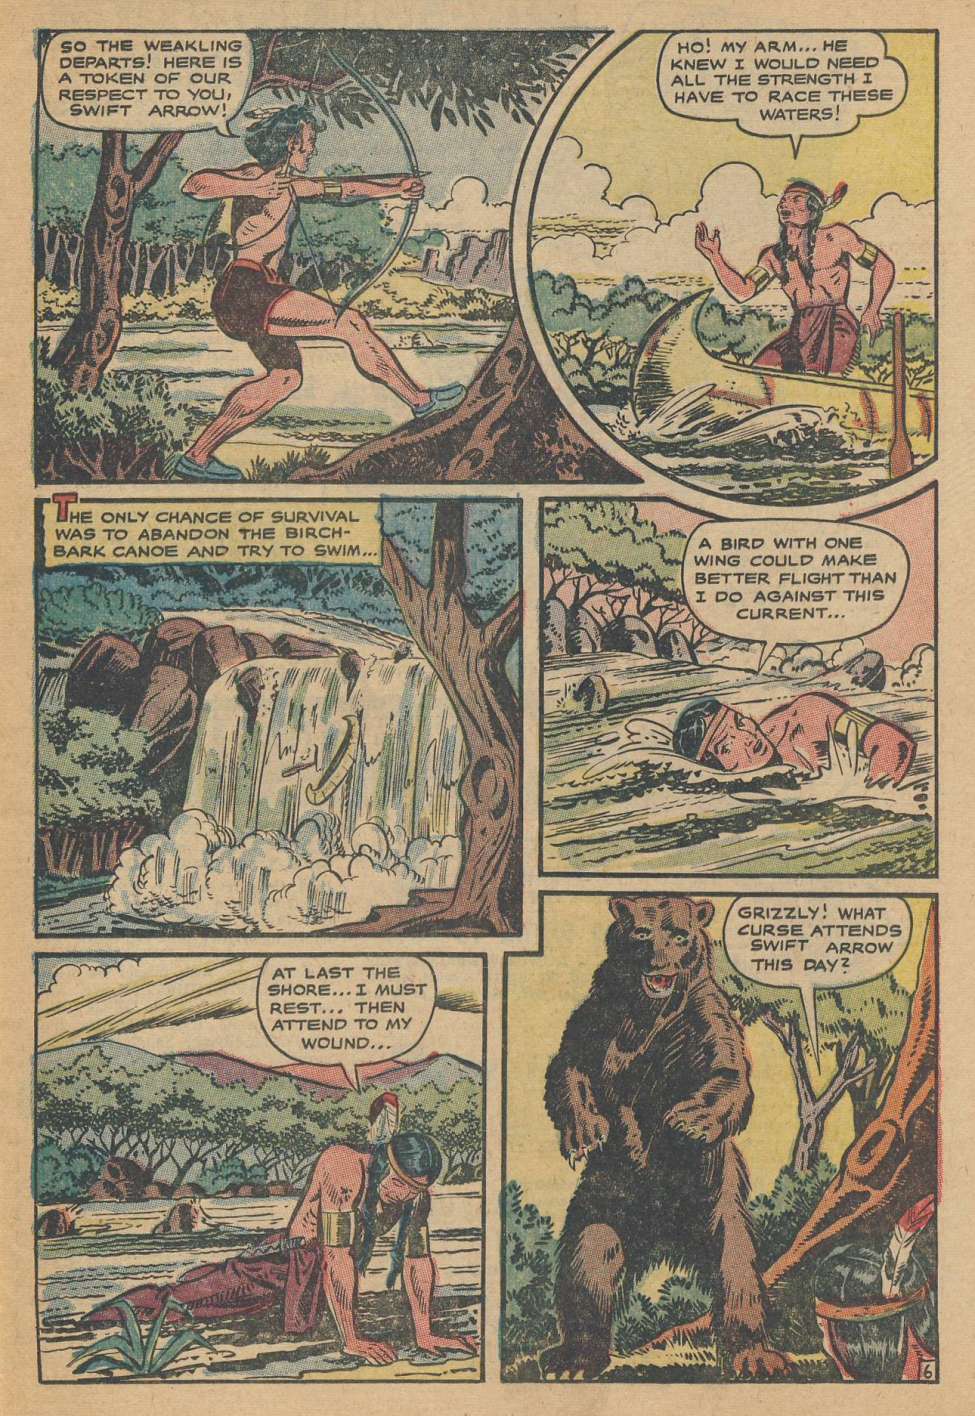 SO THE WEAKLING
DEPARTS! HERE IS
A TOKEN OF OUR
RESPECT TO YOU,
SWIFT ARROW!
HO! MY ARM... HE
KNEW I WOULD NEED
ALL THE STRENGTH I
HAVE TO RACE THESE
WATERS!
THE ONLY CHANCE OF SURVIVAL
WAS TO ABANDON THE BIRCH-
BARK CANOE AND TRY TO SWIM...
A BIRD WITH ONE
WING COULD MAKE
BETTER FLIGHT THAN
I DO AGAINST THIS
CURRENT...
AT LAST THE
SHORE... I MUST
REST... THEN
ATTEND TO MY
WOUND...
GRIZZLY! WHAT
CURSE ATTENDS
SWIFT ARROW
THIS DAY?
6